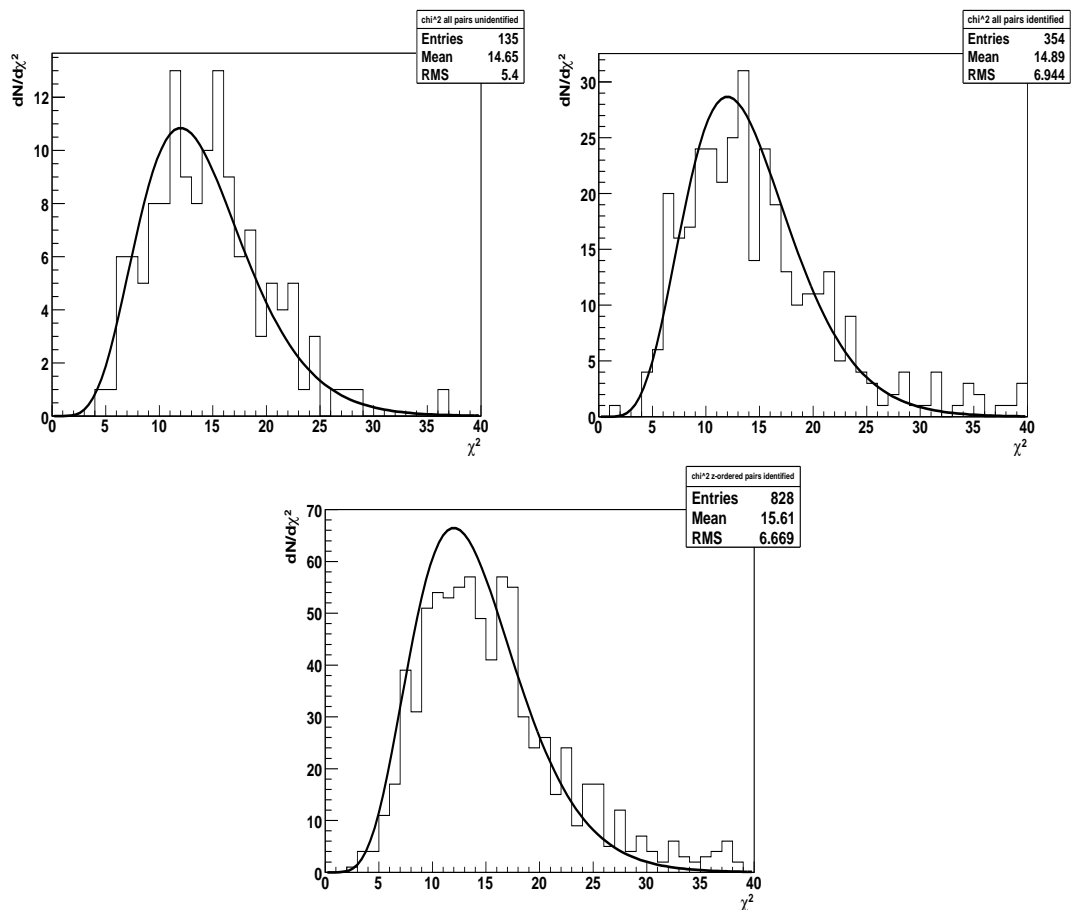 chi^2 all pairs unidentified
Entries 135
Mean 14.65
RMS 5.4
dN/dχ²
12
10
8
6
4
2
0
0 5 10 15 20 25 30 35 40
χ²
chi^2 all pairs identified
Entries 354
Mean 14.89
RMS 6.944
dN/dχ²
30
25
20
15
10
5
0
0 5 10 15 20 25 30 35 40
χ²
chi^2 z-ordered pairs identified
Entries 828
Mean 15.61
RMS 6.669
dN/dχ²
70
60
50
40
30
20
10
0
0 5 10 15 20 25 30 35 40
χ²